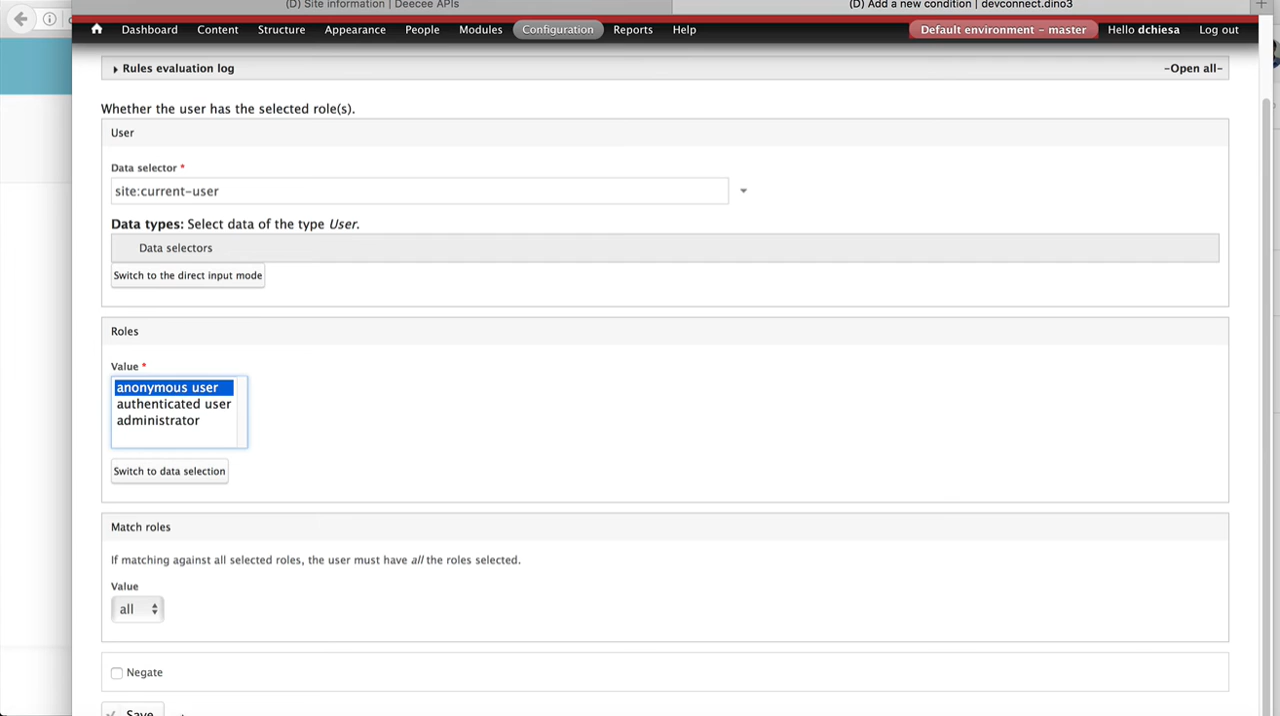 (D) Site information | Deecee APIs
(D) Add a new condition | devconnect.dino3
Dashboard Content Structure Appearance People Modules Configuration Reports Help Default environment - master Hello dchiesa Log out
Rules evaluation log -Open all-
Whether the user has the selected role(s).
User
Data selector *
site:current-user
Data types: Select data of the type User.
Data selectors
Switch to the direct input mode
Roles
Value *
anonymous user
authenticated user
administrator
Switch to data selection
Match roles
If matching against all selected roles, the user must have all the roles selected.
Value
all
Negate
Save